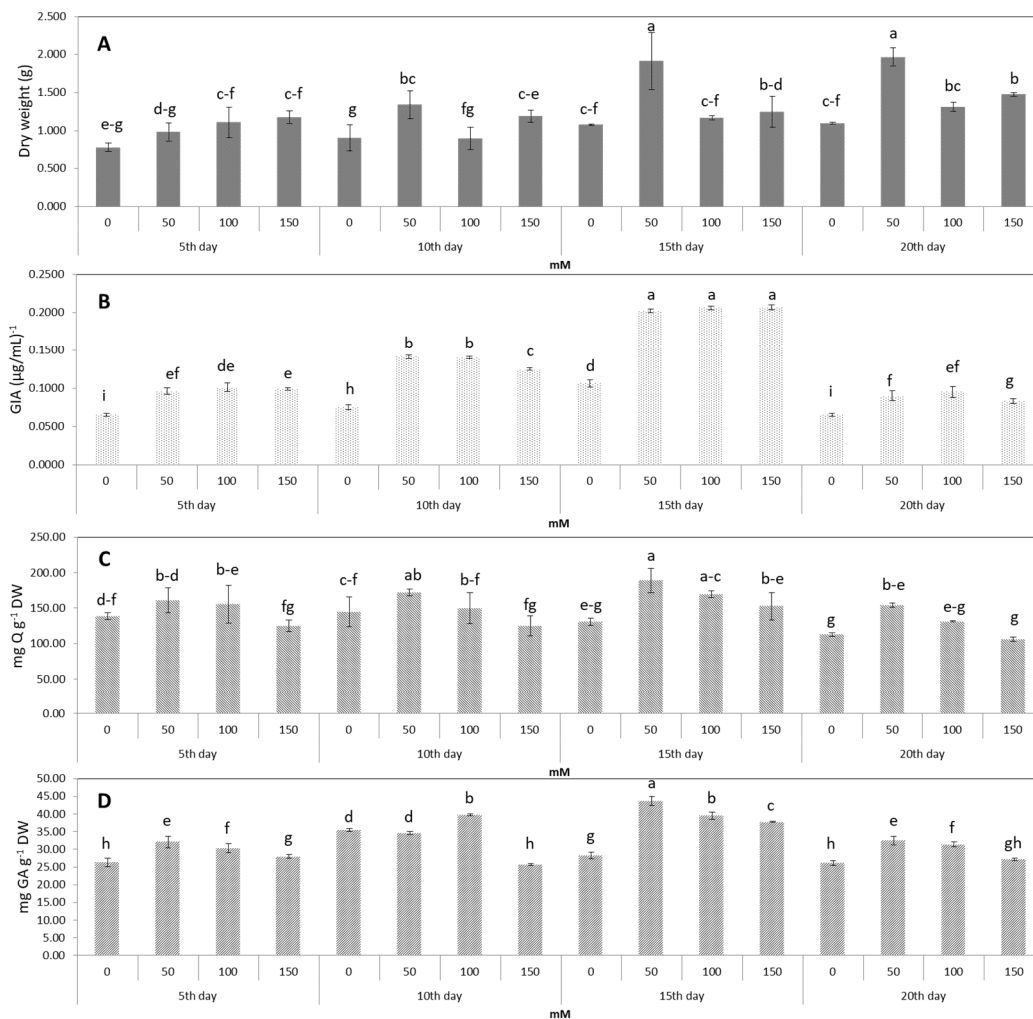 A
Dry weight (g)
2.500
2.000
1.500
1.000
0.500
0.000
e-g d-g c-f c-f g bc fg c-e c-f a c-f b-d c-f a bc b
0 50 100 150 0 50 100 150 0 50 100 150 0 50 100 150
5th day 10th day 15th day 20th day
mM
B
GIA (µg/mL)-1
0.2500
0.2000
0.1500
0.1000
0.0500
0.0000
i ef de e h b b c d a a a i f ef g
0 50 100 150 0 50 100 150 0 50 100 150 0 50 100 150
5th day 10th day 15th day 20th day
mM
C
mg Q g-1 DW
250.00
200.00
150.00
100.00
50.00
0.00
d-f b-d b-e fg c-f ab b-f fg e-g a a-c b-e g b-e e-g g
0 50 100 150 0 50 100 150 0 50 100 150 0 50 100 150
5th day 10th day 15th day 20th day
mM
D
mg GA g-1 DW
50.00
45.00
40.00
35.00
30.00
25.00
20.00
15.00
10.00
5.00
0.00
h e f g d d b h g a b c h e f gh
0 50 100 150 0 50 100 150 0 50 100 150 0 50 100 150
5th day 10th day 15th day 20th day
mM